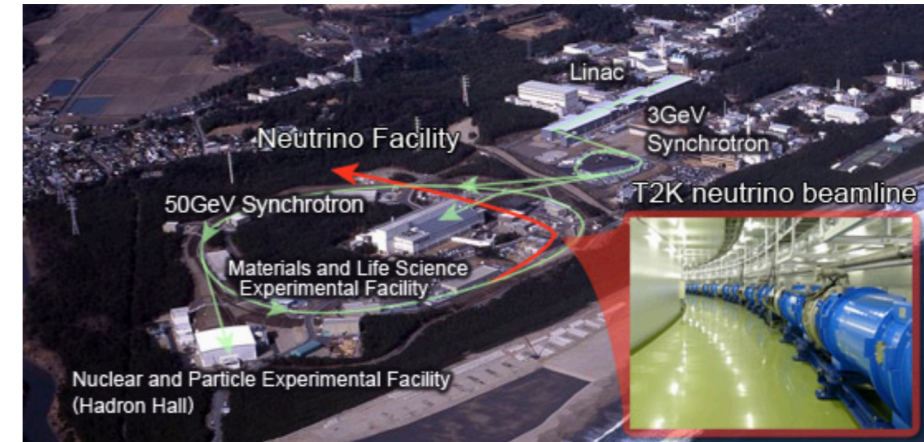 Linac
3GeV
Synchrotron
Neutrino Facility
T2K neutrino beamline
50GeV Synchrotron
Materials and Life Science
Experimental Facility
Nuclear and Particle Experimental Facility
(Hadron Hall)